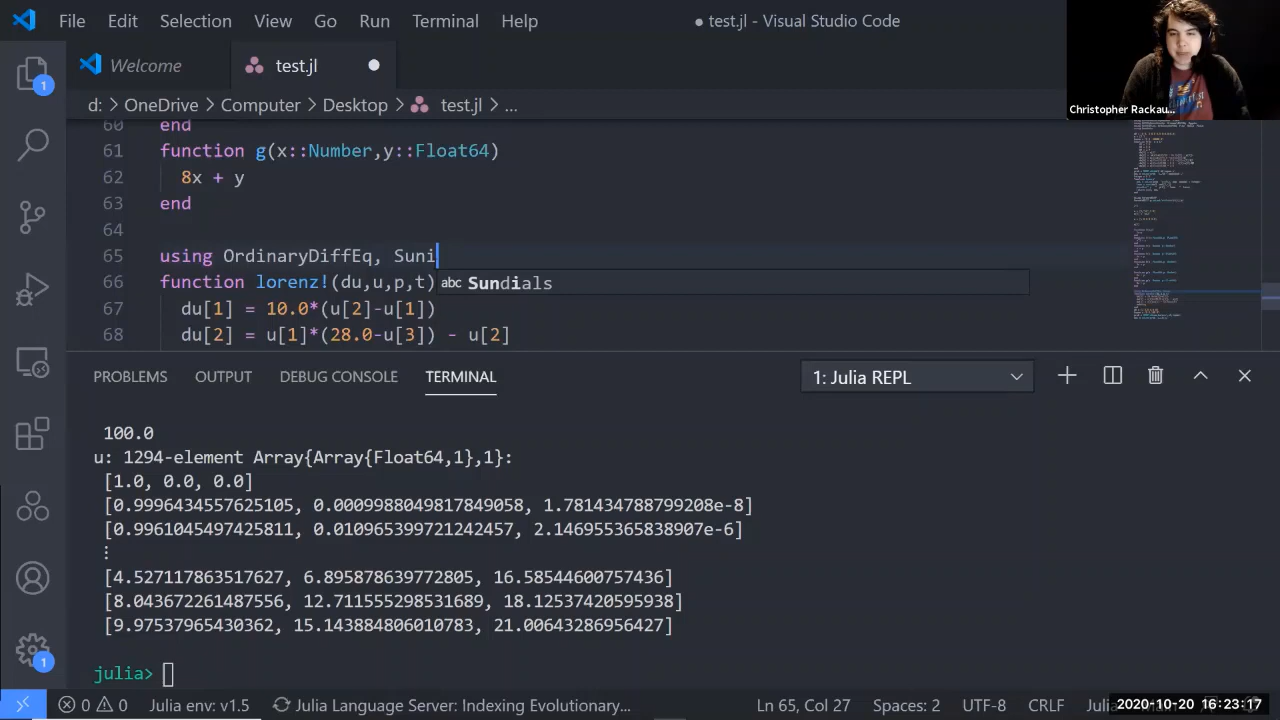 File Edit Selection View Go Run Terminal Help ● test.jl - Visual Studio Code
Christopher Rackau...
1
Welcome test.jl
d: > OneDrive > Computer > Desktop > test.jl > ...
60 end
61 function g(x::Number,y::Float64)
62 8x + y
63 end
64
65 using OrdinaryDiffEq, Suni
66 function lorenz!(du,u,p,t) abc Sundials
67 du[1] = 10.0*(u[2]-u[1])
68 du[2] = u[1]*(28.0-u[3]) - u[2]
PROBLEMS OUTPUT DEBUG CONSOLE TERMINAL 1: Julia REPL
100.0
u: 1294-element Array{Array{Float64,1},1}:
[1.0, 0.0, 0.0]
[0.9996434557625105, 0.0009988049817849058, 1.781434788799208e-8]
[0.9961045497425811, 0.010965399721242457, 2.146955365838907e-6]
⋮
[4.527117863517627, 6.895878639772805, 16.58544600757436]
[8.043672261487556, 12.711555298531689, 18.12537420595938]
[9.97537965430362, 15.143884806010783, 21.00643286956427]
julia>
1
0 0 Julia env: v1.5 Julia Language Server: Indexing Evolutionary... Ln 65, Col 27 Spaces: 2 UTF-8 CRLF 2020-10-20 16:23:17